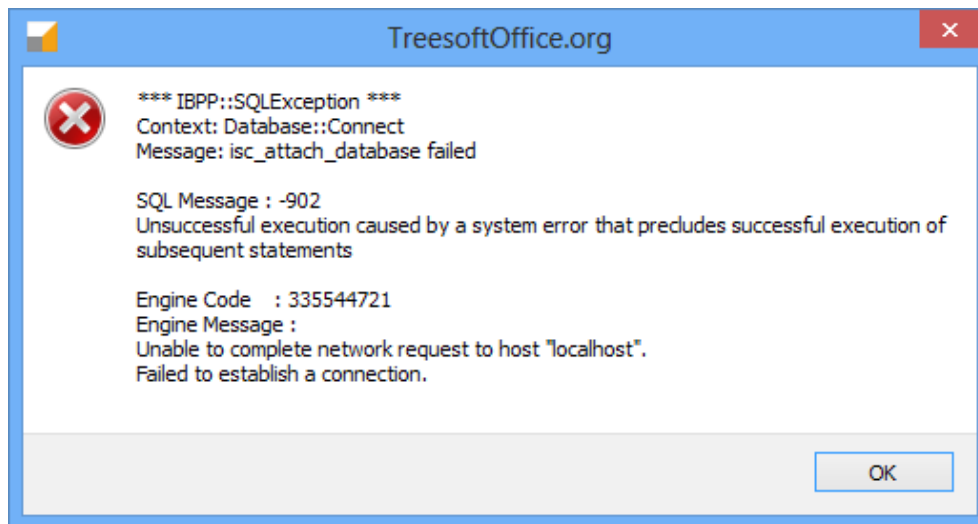 TreesoftOffice.org
*** IBPP::SQLException ***
Context: Database::Connect
Message: isc_attach_database failed
SQL Message : -902
Unsuccessful execution caused by a system error that precludes successful execution of
subsequent statements
Engine Code   : 335544721
Engine Message :
Unable to complete network request to host "localhost".
Failed to establish a connection.
OK